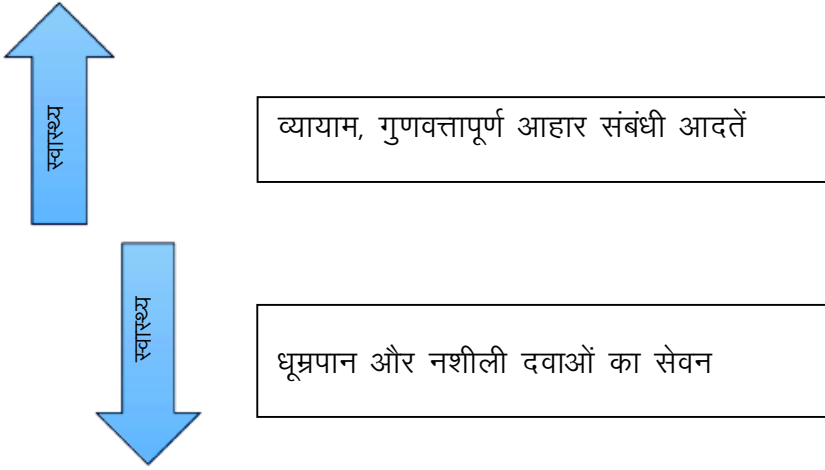 स्वास्थ्य
व्यायाम, गुणवत्तापूर्ण आहार संबंधी आदतें
स्वास्थ्य
धूम्रपान और नशीली दवाओं का सेवन